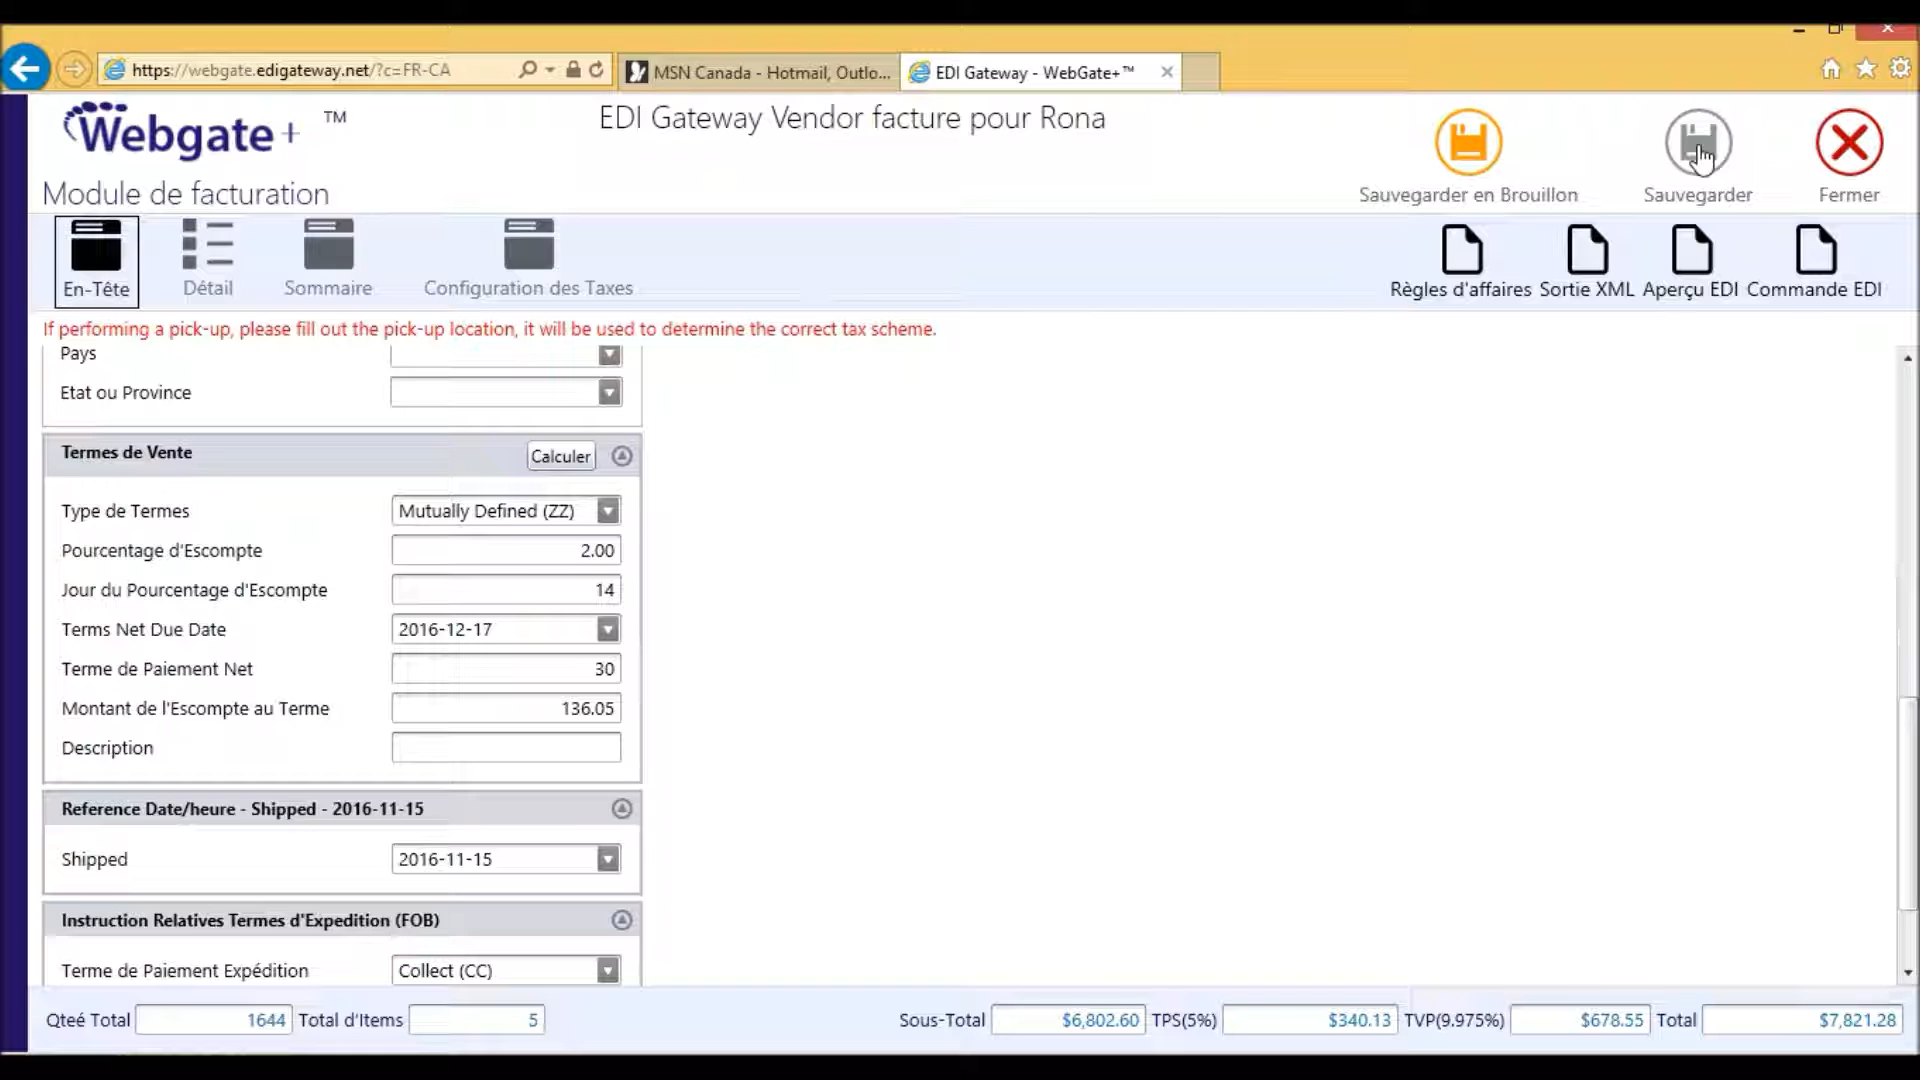 https://webgate.edigateway.net/?c=FR-CA
MSN Canada - Hotmail, Outlo...
EDI Gateway - WebGate+™
Webgate+ TM
EDI Gateway Vendor facture pour Rona
Sauvegarder en Brouillon
Sauvegarder
Fermer
Module de facturation
En-Tête
Détail
Sommaire
Configuration des Taxes
Règles d'affaires
Sortie XML
Aperçu EDI
Commande EDI
If performing a pick-up, please fill out the pick-up location, it will be used to determine the correct tax scheme.
Pays
Etat ou Province
Termes de Vente
Calculer
Type de Termes Mutually Defined (ZZ)
Pourcentage d'Escompte 2.00
Jour du Pourcentage d'Escompte 14
Terms Net Due Date 2016-12-17
Terme de Paiement Net 30
Montant de l'Escompte au Terme 136.05
Description
Reference Date/heure - Shipped - 2016-11-15
Shipped 2016-11-15
Instruction Relatives Termes d'Expedition (FOB)
Terme de Paiement Expédition Collect (CC)
Qteé Total 1644 Total d'Items 5 Sous-Total $6,802.60 TPS(5%) $340.13 TVP(9.975%) $678.55 Total $7,821.28